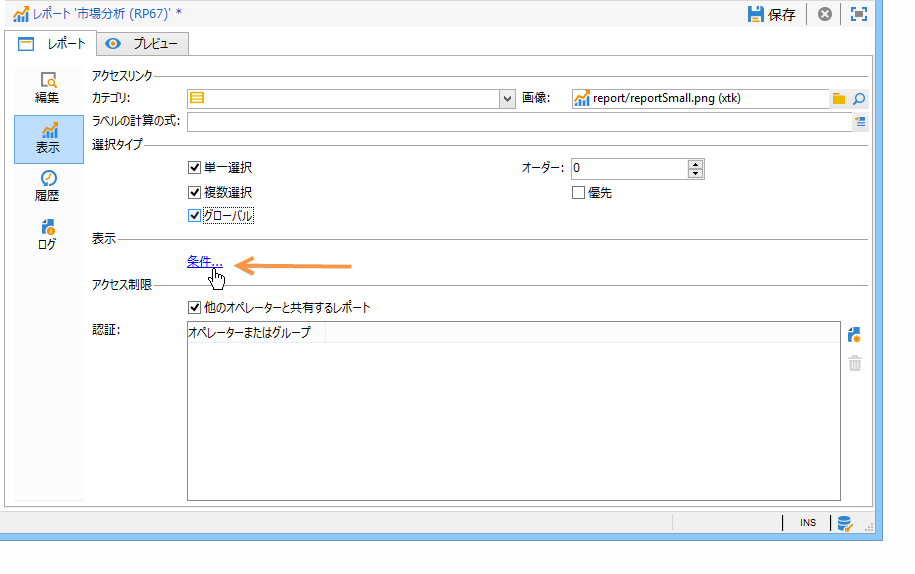 レポート '市場分析 (RP67)' *
保存
レポート
プレビュー
編集
表示
履歴
ログ
アクセスリンク
カテゴリ:
画像:
report/reportSmall.png (xtk)
ラベルの計算の式:
選択タイプ
単一選択
オーダー:
0
複数選択
優先
グローバル
表示
条件...
アクセス制限
他のオペレーターと共有するレポート
認証:
オペレーターまたはグループ
INS